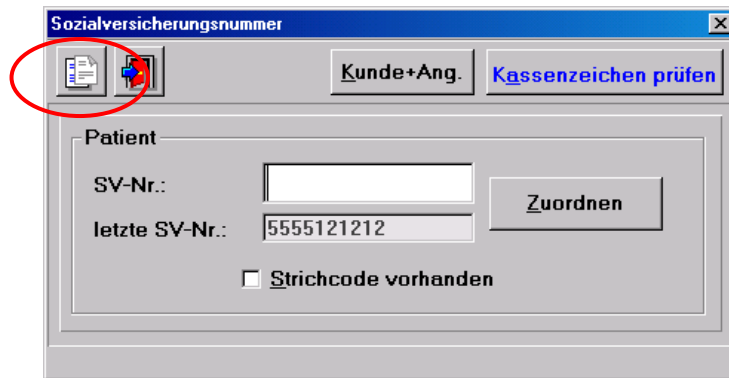 Sozialversicherungsnummer
Kunde+Ang.
Kassenzeichen prüfen
Patient
SV-Nr.:
Zuordnen
letzte SV-Nr.: 5555121212
Strichcode vorhanden